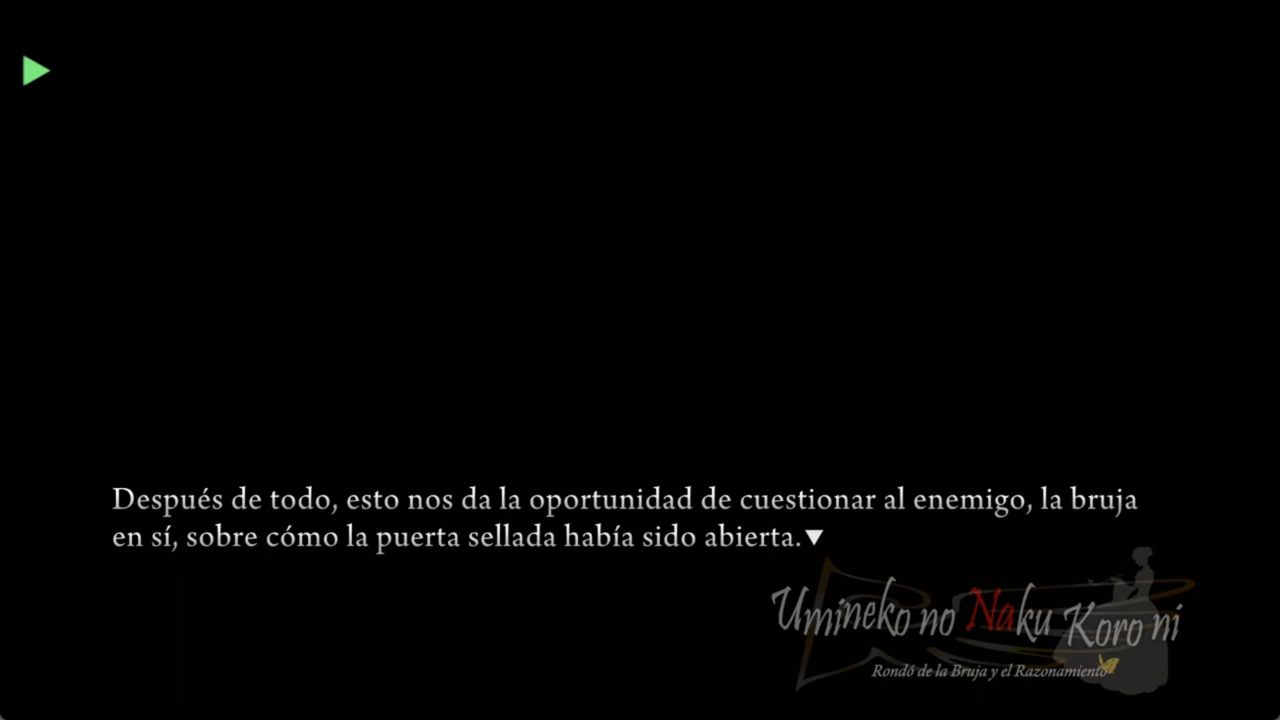 Después de todo, esto nos da la oportunidad de cuestionar al enemigo, la bruja
en sí, sobre cómo la puerta sellada había sido abierta.
Umineko no Naku Koro ni
Rondó de la Bruja y el Razonamiento